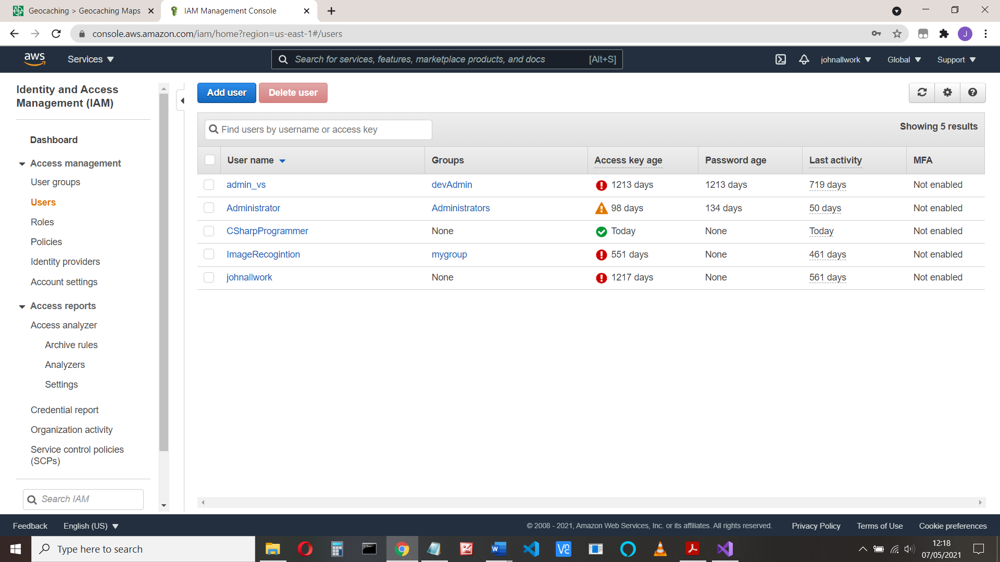 Geocaching > Geocaching Maps
IAM Management Console
console.aws.amazon.com/iam/home?region=us-east-1#/users
J
aws
Services
Search for services, features, marketplace products, and docs
[Alt+S]
johnallwork
Global
Support
Identity and Access
Management (IAM)
Dashboard
Access management
User groups
Users
Roles
Policies
Identity providers
Account settings
Access reports
Access analyzer
Archive rules
Analyzers
Settings
Credential report
Organization activity
Service control policies
(SCPs)
Search IAM
Add user
Delete user
Find users by username or access key
Showing 5 results
User name Groups Access key age Password age Last activity MFA
admin_vs devAdmin 1213 days 1213 days 719 days Not enabled
Administrator Administrators 98 days 134 days 50 days Not enabled
CSharpProgrammer None Today None Today Not enabled
ImageRecogintion mygroup 551 days None 461 days Not enabled
johnallwork None 1217 days None 561 days Not enabled
Feedback
English (US)
© 2008 - 2021, Amazon Web Services, Inc. or its affiliates. All rights reserved.
Privacy Policy
Terms of Use
Cookie preferences
Type here to search
12:18
07/05/2021